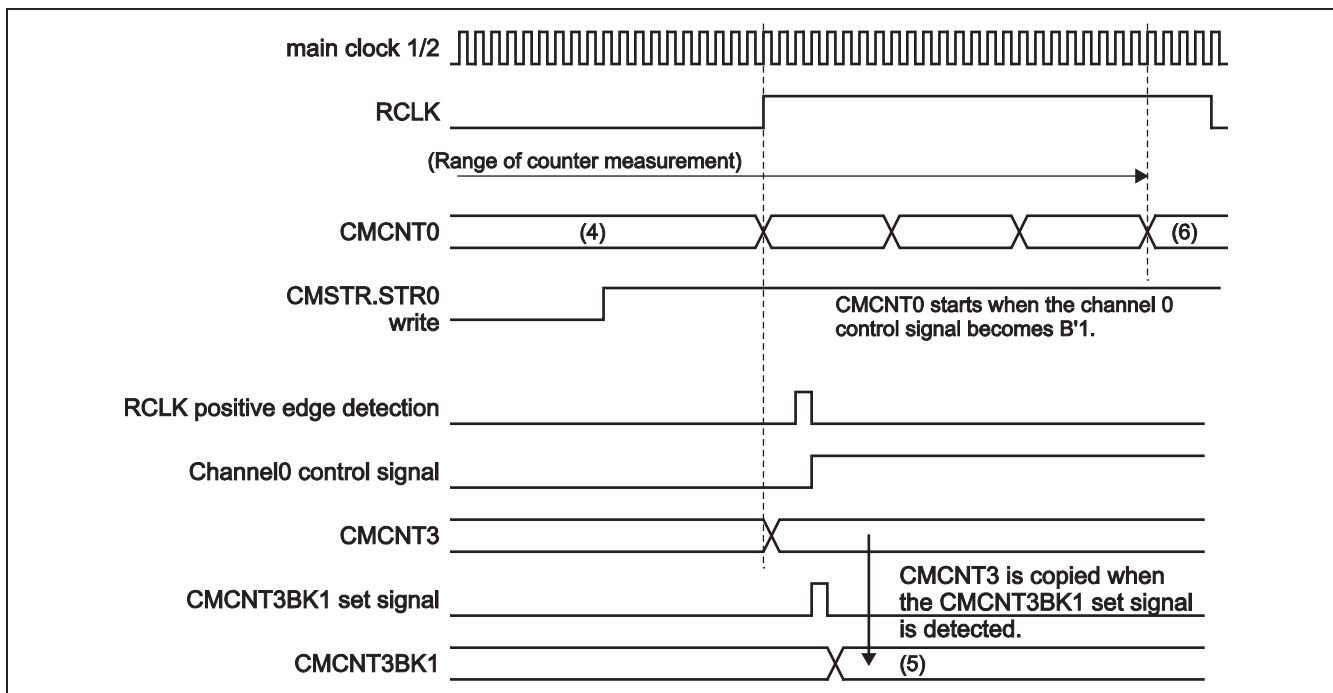 main clock 1/2
RCLK
(Range of counter measurement)
CMCNT0
(4)
(6)
CMSTR.STR0
write
CMCNT0 starts when the channel 0
control signal becomes B'1.
RCLK positive edge detection
Channel0 control signal
CMCNT3
CMCNT3 is copied when
the CMCNT3BK1 set signal
is detected.
CMCNT3BK1 set signal
CMCNT3BK1
(5)